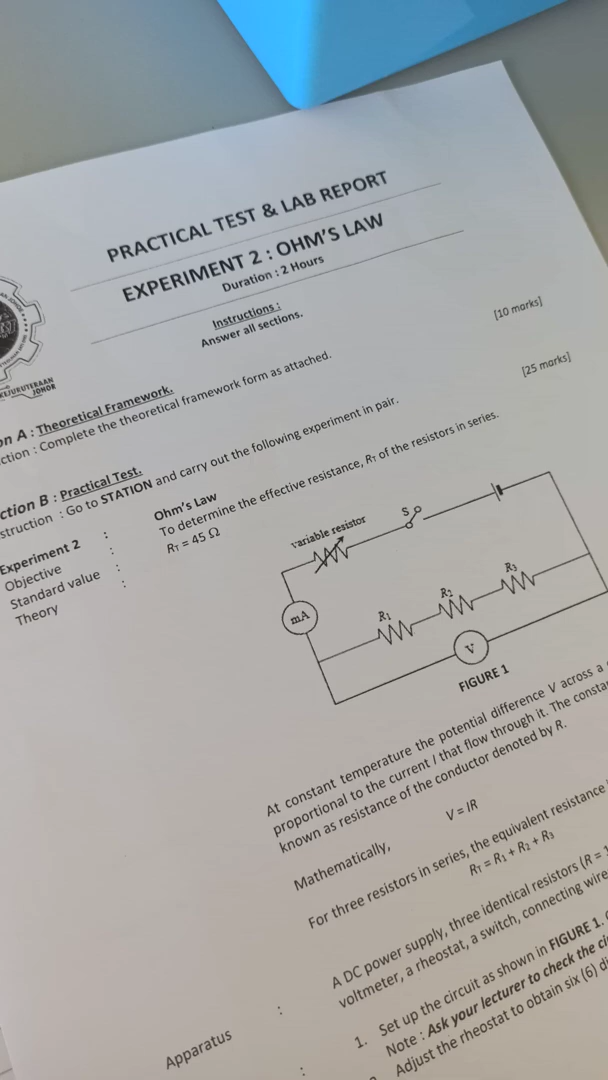 PRACTICAL TEST & LAB REPORT
EXPERIMENT 2 : OHM'S LAW
Duration : 2 Hours
Instructions :
Answer all sections.
KEJURUTERAAN
JOHOR
on A : Theoretical Framework.
[10 marks]
ction : Complete the theoretical framework form as attached.
ction B : Practical Test.
[25 marks]
struction : Go to STATION and carry out the following experiment in pair.
Experiment 2 : Ohm's Law
Objective : To determine the effective resistance, RT of the resistors in series.
Standard value : RT = 45 Ω
Theory :
variable resistor
S
mA
R1
R2
R3
V
FIGURE 1
At constant temperature the potential difference V across a
proportional to the current I that flow through it. The consta
known as resistance of the conductor denoted by R.
V = IR
Mathematically,
For three resistors in series, the equivalent resistance
RT = R1 + R2 + R3
Apparatus : A DC power supply, three identical resistors (R = 1
voltmeter, a rheostat, a switch, connecting wire
: 1. Set up the circuit as shown in FIGURE 1.
Note : Ask your lecturer to check the ci
Adjust the rheostat to obtain six (6) di